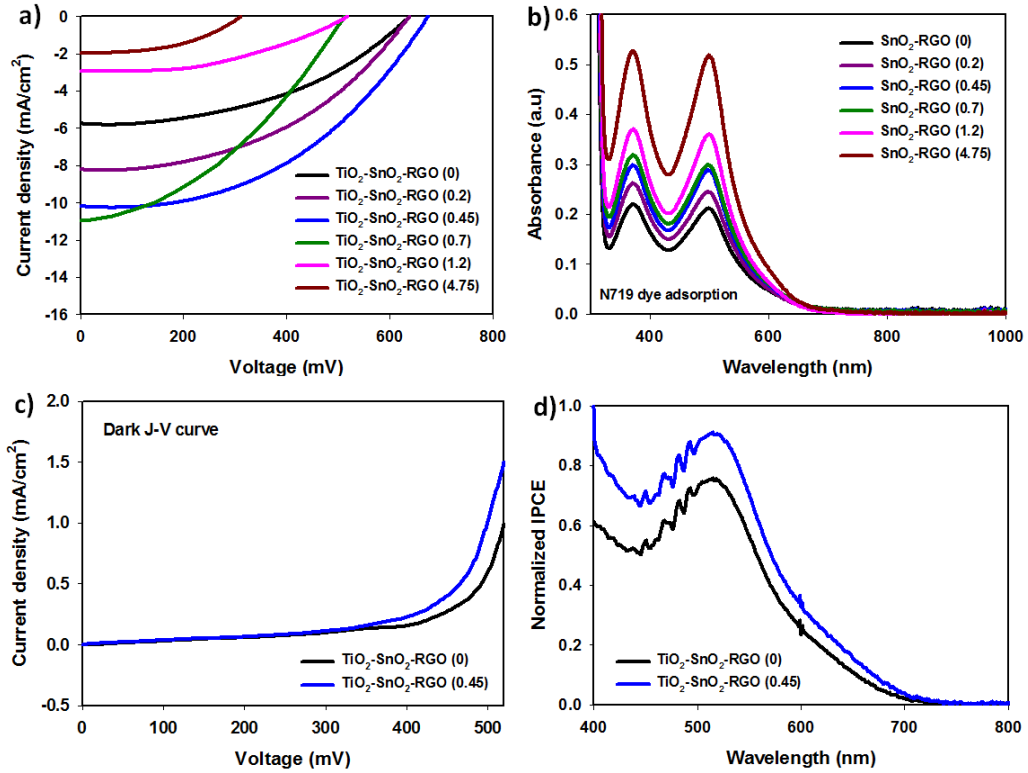 a)
Current density (mA/cm²)
0
-2
-4
-6
-8
-10
-12
-14
-16
0
200
400
600
800
Voltage (mV)
TiO₂-SnO₂-RGO (0)
TiO₂-SnO₂-RGO (0.2)
TiO₂-SnO₂-RGO (0.45)
TiO₂-SnO₂-RGO (0.7)
TiO₂-SnO₂-RGO (1.2)
TiO₂-SnO₂-RGO (4.75)
b)
Absorbance (a.u)
0.6
0.5
0.4
0.3
0.2
0.1
0.0
400
600
800
1000
Wavelength (nm)
SnO₂-RGO (0)
SnO₂-RGO (0.2)
SnO₂-RGO (0.45)
SnO₂-RGO (0.7)
SnO₂-RGO (1.2)
SnO₂-RGO (4.75)
N719 dye adsorption
c)
Current density (mA/cm²)
2.0
1.5
1.0
0.5
0.0
-0.5
0
100
200
300
400
500
Voltage (mV)
Dark J-V curve
TiO₂-SnO₂-RGO (0)
TiO₂-SnO₂-RGO (0.45)
d)
Normalized IPCE
1.0
0.8
0.6
0.4
0.2
0.0
400
500
600
700
800
Wavelength (nm)
TiO₂-SnO₂-RGO (0)
TiO₂-SnO₂-RGO (0.45)